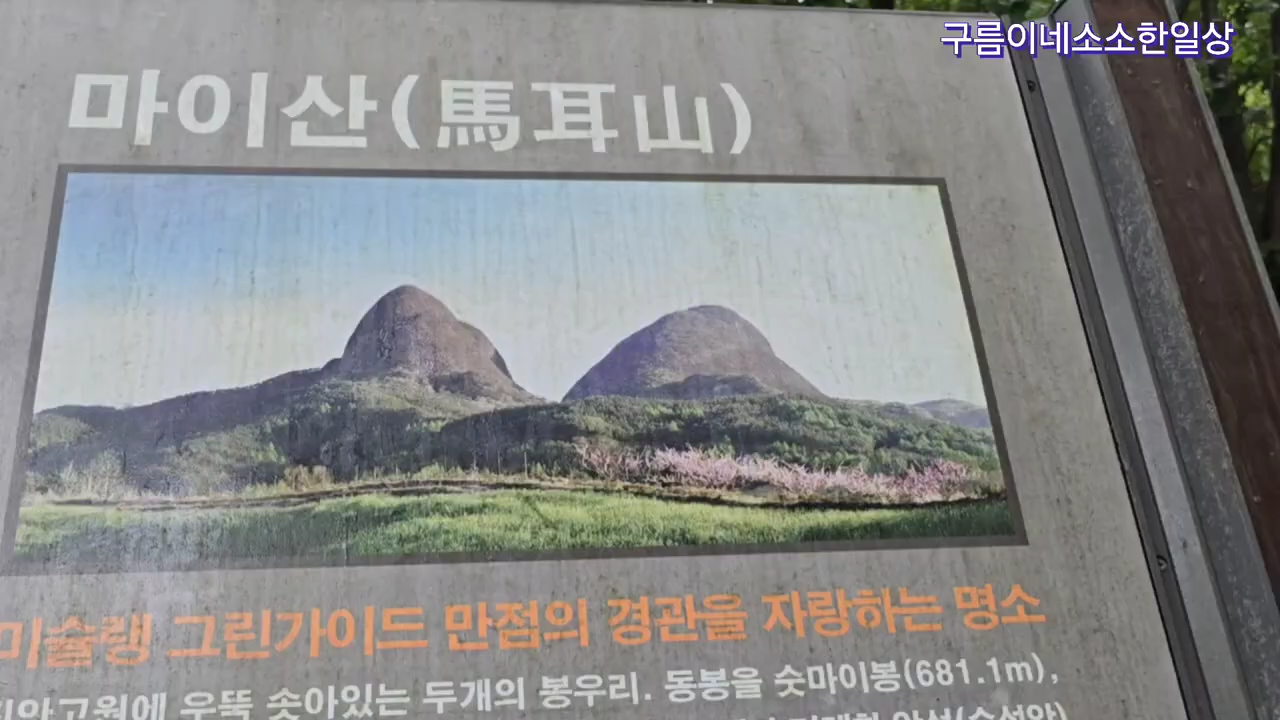 구름이네소소한일상
마이산(馬耳山)
미슐랭 그린가이드 만점의 경관을 자랑하는 명소
우뚝 솟아있는 두개의 봉우리. 동봉을 숫마이봉(681.1m),